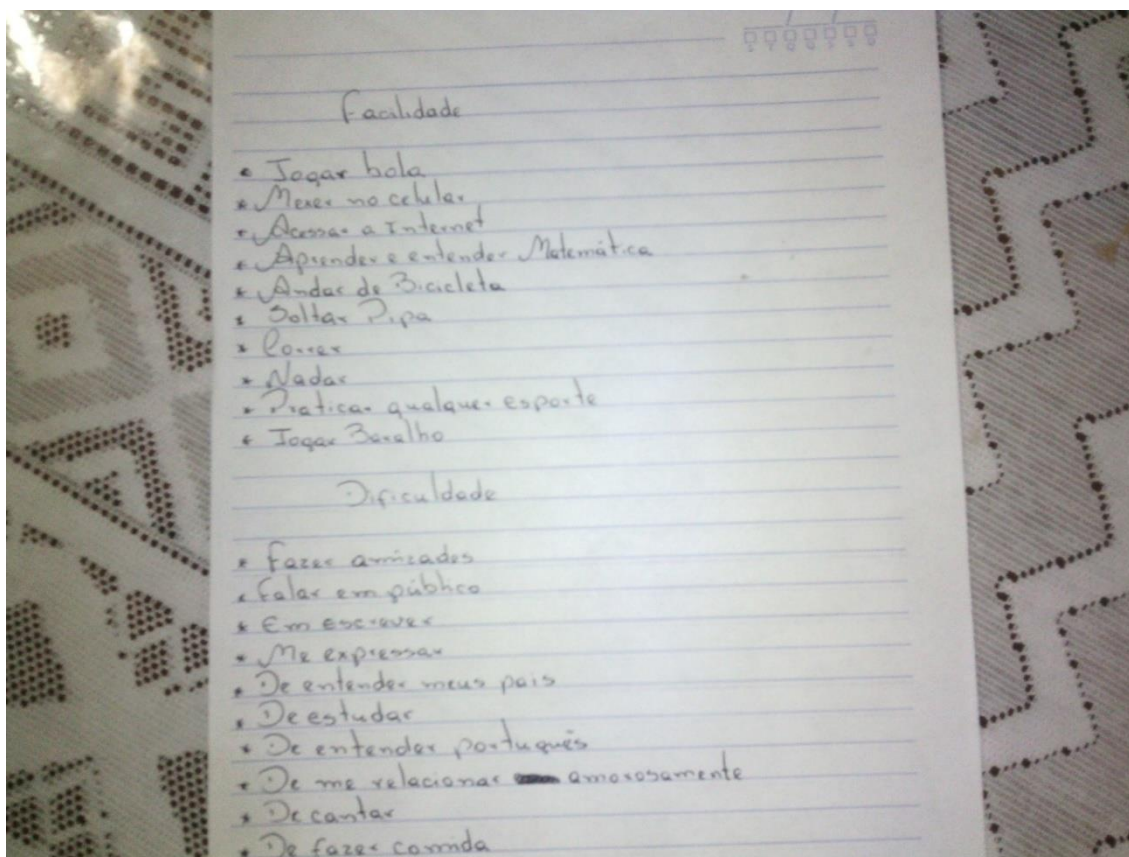 Facilidade
* Jogar bola
* Mexer no celular
* Acessar a Internet
* Aprender e entender Matemática
* Andar de Bicicleta
* Soltar Pipa
* Correr
* Nadar
* Praticar qualquer esporte
* Jogar Baralho
Dificuldade
* Fazer amizades
* Falar em público
* Em escrever
* Me expressar
* De entender meus pais
* De estudar
* De entender português
* De me relacionar amorosamente
* De cantar
* De fazer comida